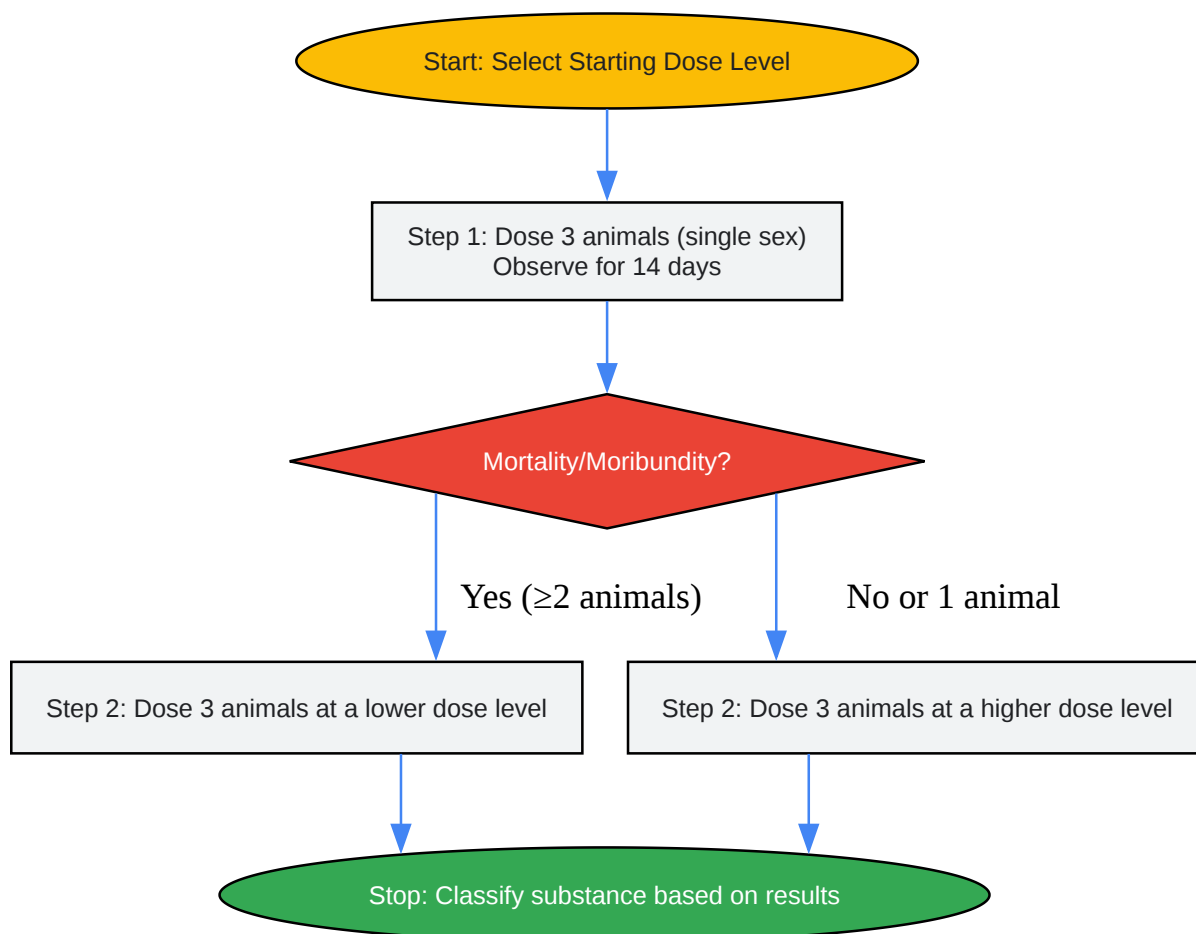 Start: Select Starting Dose Level
Step 1: Dose 3 animals (single sex)
Observe for 14 days
Mortality/Moribundity?
Yes (≥2 animals)
No or 1 animal
Step 2: Dose 3 animals at a lower dose level
Step 2: Dose 3 animals at a higher dose level
Stop: Classify substance based on results